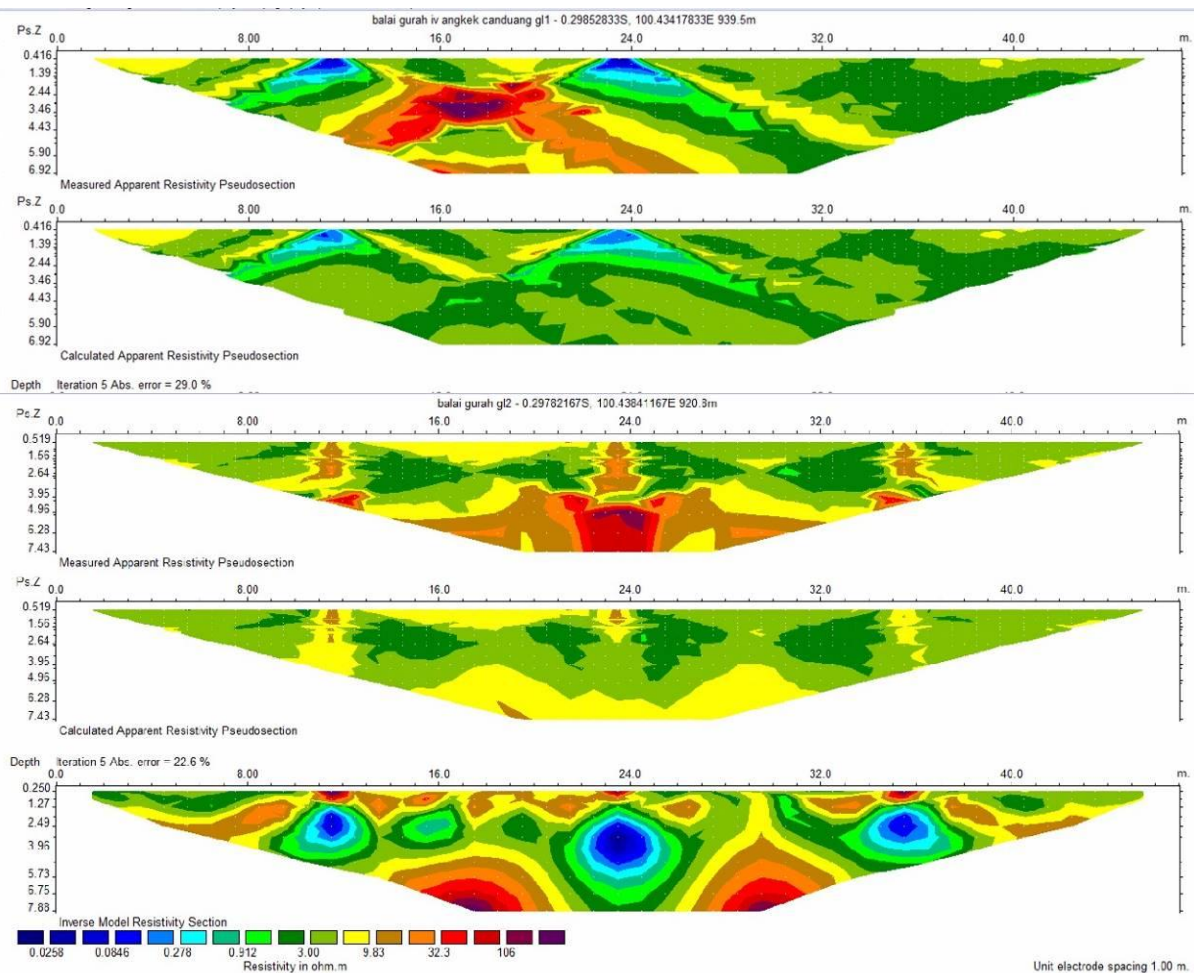 balai gurah iv angkek canduang gl1 - 0.29852833S, 100.43417833E 939.5m
Ps.Z 0.0 8.00 16.0 24.0 32.0 40.0 m.
0.416
1.39
2.44
3.46
4.43
5.90
6.92
Measured Apparent Resistivity Pseudosection
Ps.Z 0.0 8.00 16.0 24.0 32.0 40.0 m.
0.416
1.39
2.44
3.46
4.43
5.90
6.92
Calculated Apparent Resistivity Pseudosection
Depth Iteration 5 Abs. error = 29.0 %
balai gurah gl2 - 0.29782167S, 100.43841167E 920.3m
Ps.Z 0.0 8.00 16.0 24.0 32.0 40.0 m
0.519
1.56
2.64
3.95
4.95
6.28
7.43
Measured Apparent Resistivity Pseudosection
Ps.Z 0.0 8.00 16.0 24.0 32.0 40.0 m.
0.519
1.56
2.64
3.95
4.95
6.28
7.43
Calculated Apparent Resistivity Pseudosection
Depth Iteration 5 Abs. error = 22.6 %
0.0 8.00 16.0 24.0 32.0 40.0 m.
0.250
1.27
2.49
3.95
5.73
6.75
7.83
Inverse Model Resistivity Section
0.0258 0.0846 0.278 0.912 3.00 9.83 32.3 106
Resistivity in ohm.m
Unit electrode spacing 1.00 m.